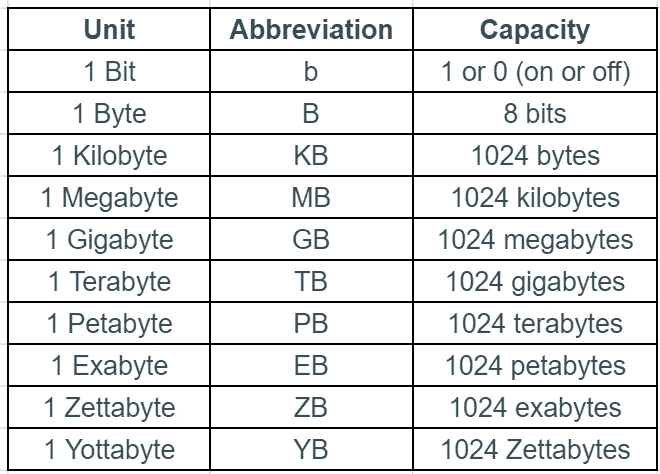 Unit Abbreviation Capacity
1 Bit b 1 or 0 (on or off)
1 Byte B 8 bits
1 Kilobyte KB 1024 bytes
1 Megabyte MB 1024 kilobytes
1 Gigabyte GB 1024 megabytes
1 Terabyte TB 1024 gigabytes
1 Petabyte PB 1024 terabytes
1 Exabyte EB 1024 petabytes
1 Zettabyte ZB 1024 exabytes
1 Yottabyte YB 1024 Zettabytes